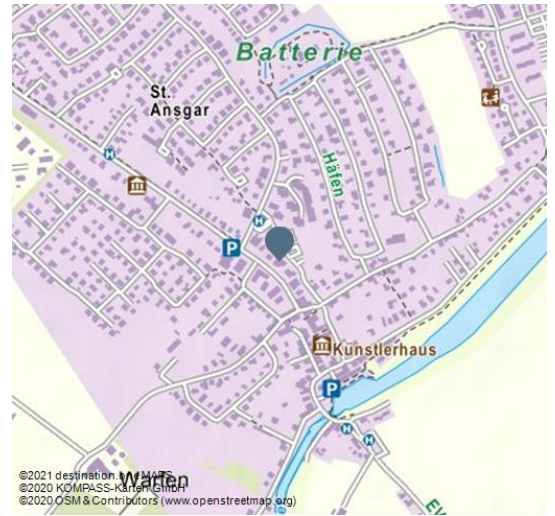 Batterie
St.
Ansgar
Häfen
H
H
P
Künstlerhaus
P
H
H
Warfen
©2021 destination.one MAPS
©2020 KOMPASS-Karten GmbH
©2020 OSM & Contributors (www.openstreetmap.org)